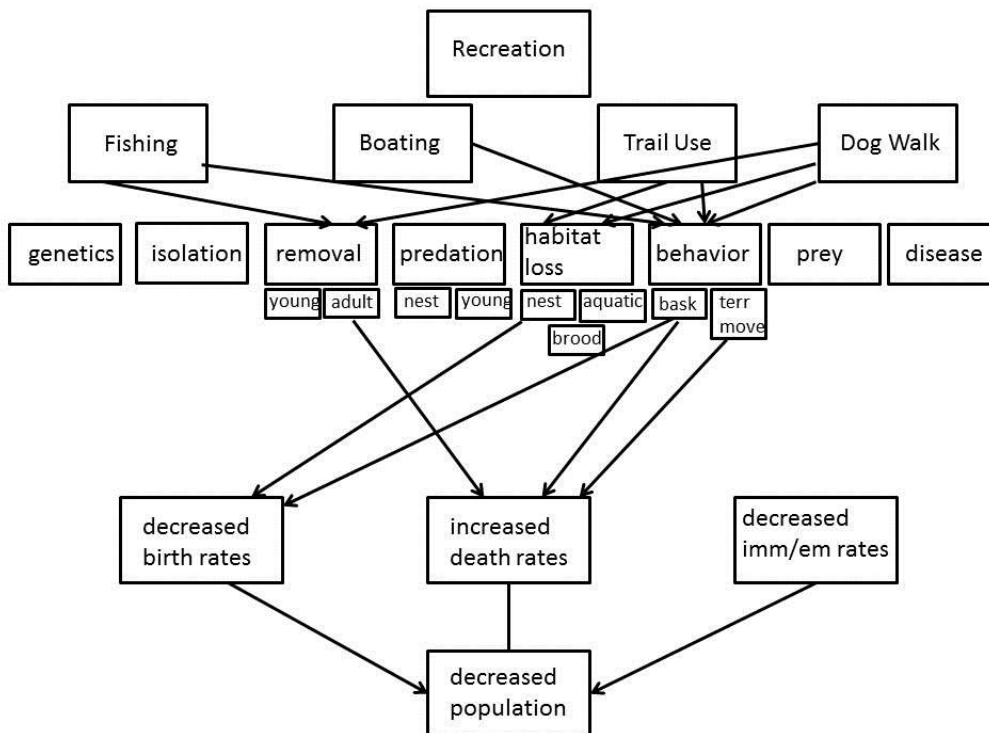 Recreation
Fishing
Boating
Trail Use
Dog Walk
genetics
isolation
removal
predation
habitat
loss
behavior
prey
disease
young
adult
nest
young
nest
aquatic
brood
bask
terr
move
decreased
birth rates
increased
death rates
decreased
imm/em rates
decreased
population